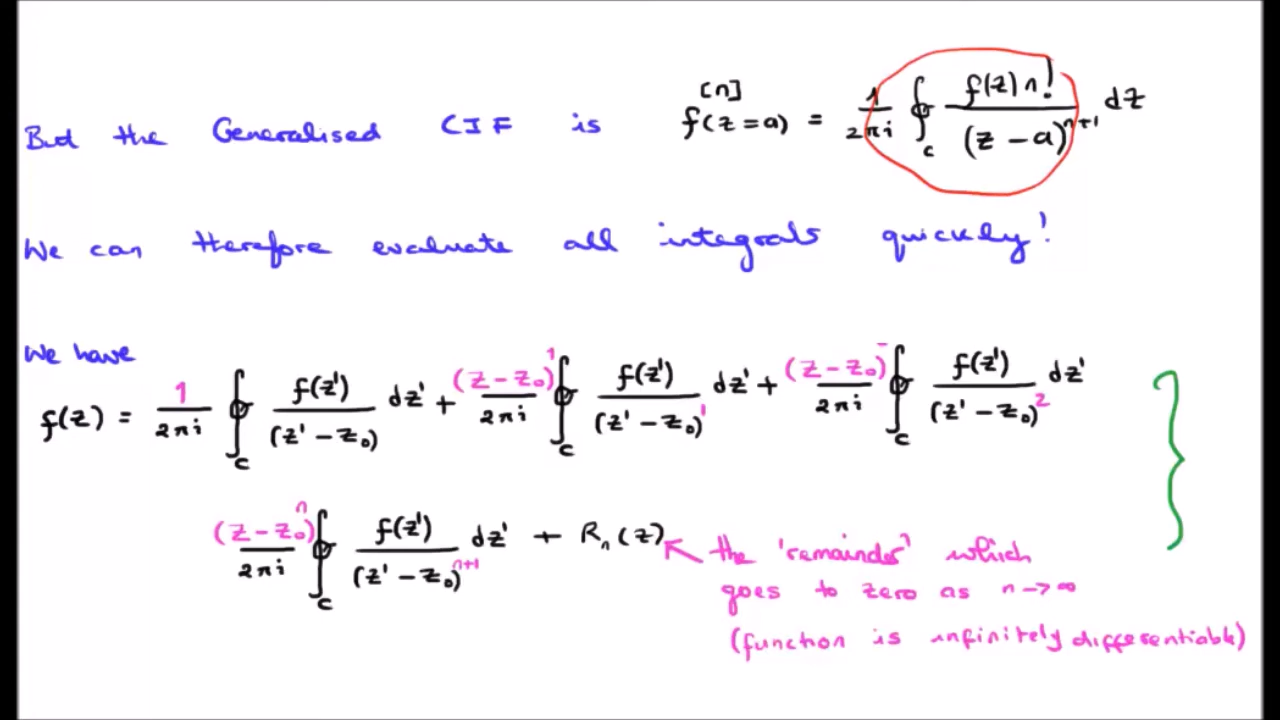 But the Generalised CIF is f^[n](z=a) = 1/2πi ∮_c f(z) n!/(z-a)^n+1 dz
We can therefore evaluate all integrals quickly!
We have
f(z) = 1/2πi ∮_c f(z')/(z'-z₀) dz' + (z-z₀)^1/2πi ∮_c f(z')/(z'-z₀)^1 dz' + (z-z₀)^-/2πi ∮_c f(z')/(z'-z₀)^2 dz'
(z-z₀)^n/2πi ∮_c f(z')/(z'-z₀)^n+1 dz' + Rₙ(z) the 'remainder' which
goes to zero as n→∞
(function is infinitely differentiable)